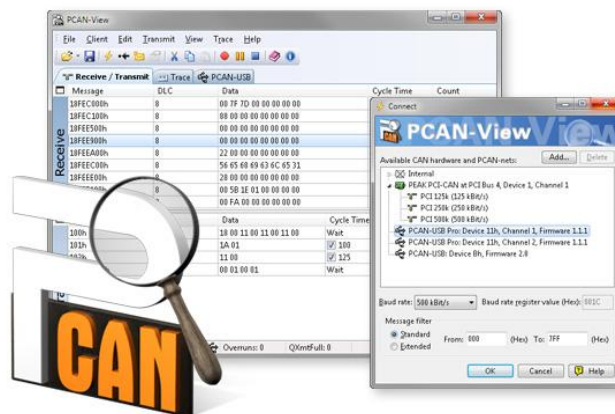 PCAN-View
File Client Edit Transmit View Trace Help
Receive / Transmit Trace PCAN-USB
Message DLC Data Cycle Time Count
18FEC000h 8 00 7F 7D 00 00 00 00 00
18FEC100h 8 88 00 00 00 00 00 00 00
18FEE500h 8 00 00 00 00 00 00 00 00
18FEE900h 8 00 00 00 00 00 00 00 00
18FEEA00h 8 22 00 00 00 00 00 00 00
18FEEC00h 8 56 65 68 69 63 6C 65 31
18FEEE00h 8 28 00 00 00 00 00 00 00
8 00 5B 1E 01 00 00 00 00
8 00 FA 00 00 00 00 00 00
Receive
Data Cycle Time
100h 10 00 11 00 11 00 11 00 Wait
101h 1A 01 100
11 00 125
00 01 00 01 Wait
Overruns: 0 QXmtFull: 0
CAN
Connect
PCAN-View
Available CAN hardware and PCAN-nets: Add... Delete
Internal
PEAK PCI-CAN at PCI Bus 4, Device 1, Channel 1
PCI 125k (125 kBit/s)
PCI 250k (250 kBit/s)
PCI 500k (500 kBit/s)
PCAN-USB Pro: Device 11h, Channel 1, Firmware 1.1.1
PCAN-USB Pro: Device 11h, Channel 2, Firmware 1.1.1
PCAN-USB: Device 8h, Firmware 2.8
Baud rate: 500 kBit/s Baud rate register value (Hex): 001C
Message filter
Standard From: 000 (Hex) To: 7FF (Hex)
Extended
OK Cancel Help